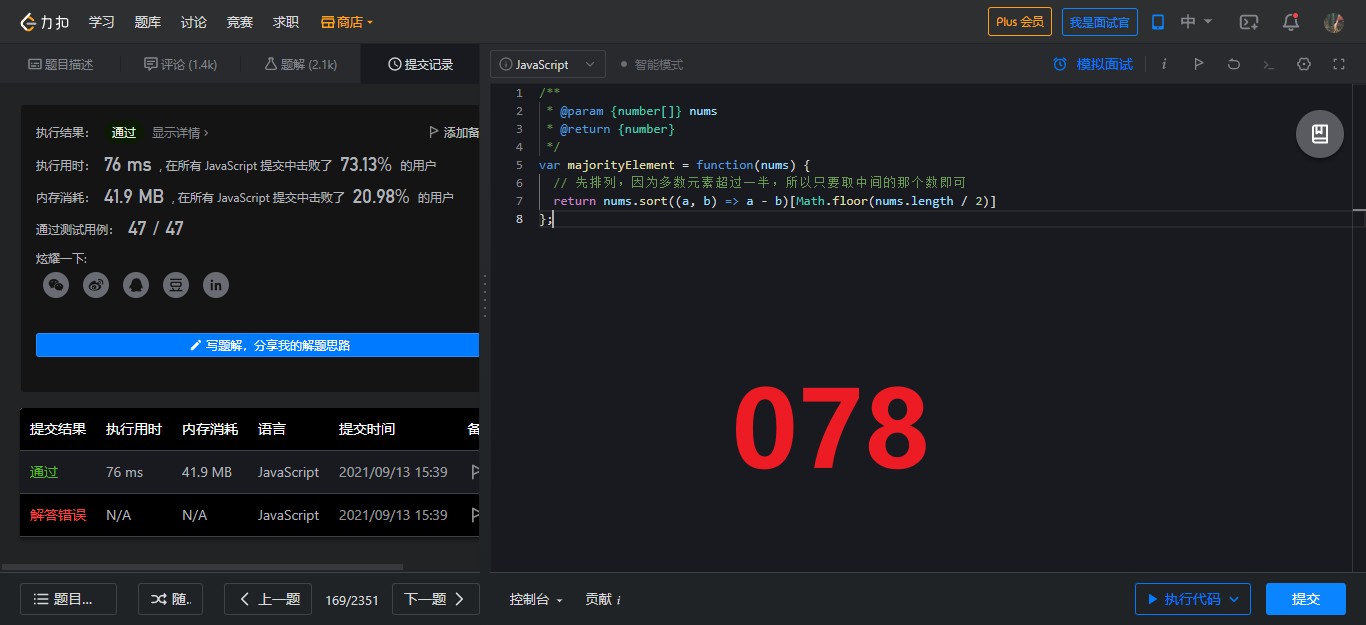 力扣 学习 题库 讨论 竞赛 求职 商店 Plus 会员 我是面试官 中
题目描述 评论 (1.4k) 题解 (2.1k) 提交记录
JavaScript 智能模式 模拟面试 i
执行结果： 通过 显示详情 > 添加备
执行用时： 76 ms , 在所有 JavaScript 提交中击败了 73.13% 的用户
内存消耗： 41.9 MB , 在所有 JavaScript 提交中击败了 20.98% 的用户
通过测试用例： 47 / 47
炫耀一下:
豆 in
写题解，分享我的解题思路
提交结果 执行用时 内存消耗 语言 提交时间 备
通过 76 ms 41.9 MB JavaScript 2021/09/13 15:39
解答错误 N/A N/A JavaScript 2021/09/13 15:39
1 /**
2  * @param {number[]} nums
3  * @return {number}
4  */
5 var majorityElement = function(nums) {
6   // 先排列，因为多数元素超过一半，所以只要取中间的那个数即可
7   return nums.sort((a, b) => a - b)[Math.floor(nums.length / 2)]
8 };
078
题目... 随. 上一题 169/2351 下一题 控制台 贡献 i 执行代码 提交